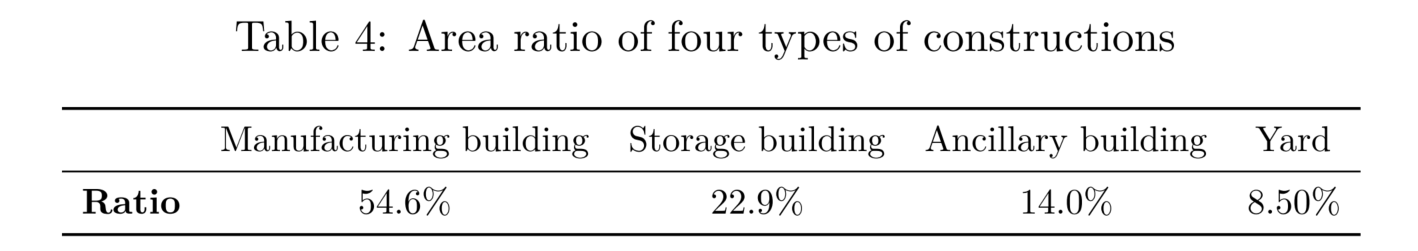 Table 4: Area ratio of four types of constructions
Manufacturing building Storage building Ancillary building Yard
Ratio 54.6% 22.9% 14.0% 8.50%